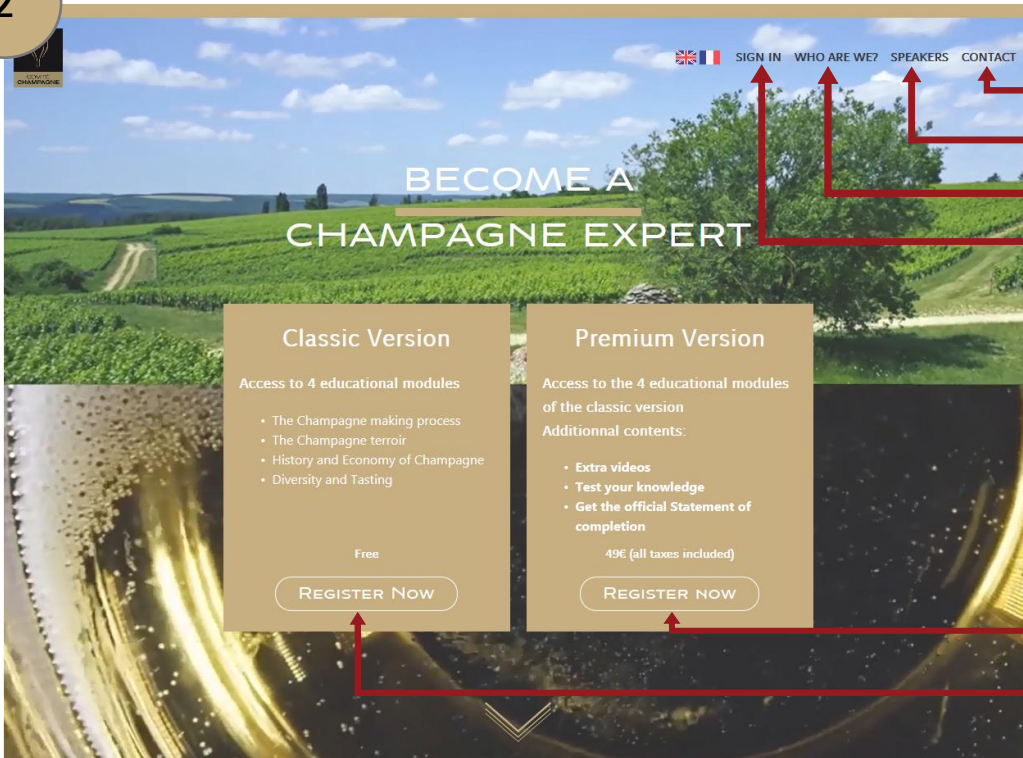 2
COMITÉ
CHAMPAGNE
SIGN IN WHO ARE WE? SPEAKERS CONTACT
BECOME A
CHAMPAGNE EXPERT
Classic Version
Access to 4 educational modules
• The Champagne making process
• The Champagne terroir
• History and Economy of Champagne
• Diversity and Tasting
Free
REGISTER NOW
Premium Version
Access to the 4 educational modules
of the classic version
Additionnal contents:
• Extra videos
• Test your knowledge
• Get the official Statement of
completion
49€ (all taxes included)
REGISTER NOW